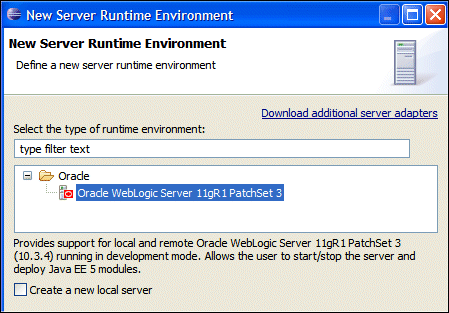 New Server Runtime Environment
New Server Runtime Environment
Define a new server runtime environment
Download additional server adapters
Select the type of runtime environment:
type filter text
Oracle
Oracle WebLogic Server 11gR1 PatchSet 3
Provides support for local and remote Oracle WebLogic Server 11gR1 PatchSet 3
(10.3.4) running in development mode. Allows the user to start/stop the server and
deploy Java EE 5 modules.
Create a new local server